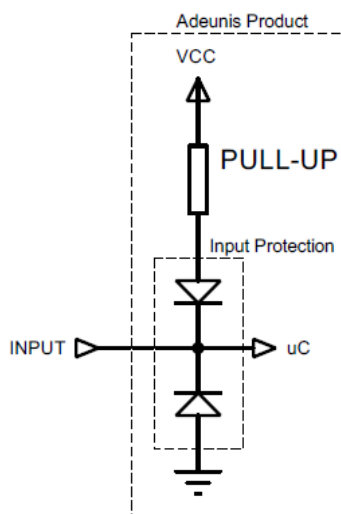 Adeunis Product
VCC
PULL-UP
Input Protection
INPUT
uC